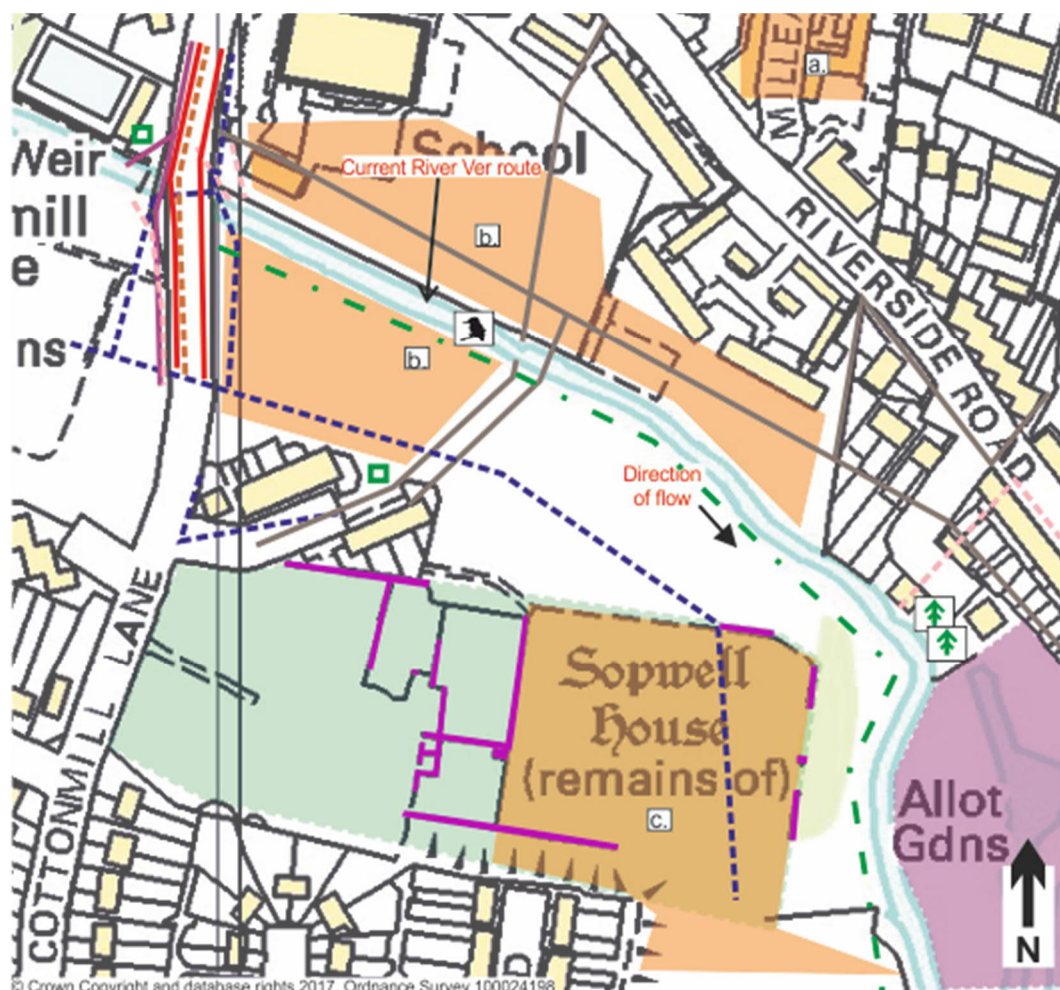 MILLE
a.
Weir
School
Current River Ver route
mill
b.
RIVERSIDE ROAD
e
ns
b.
Direction
of flow
COTTONMILL LANE
Sopwell
House
(remains of)
c.
Allot
Gdns
N
© Crown Copyright and database rights 2017 Ordnance Survey 100024198